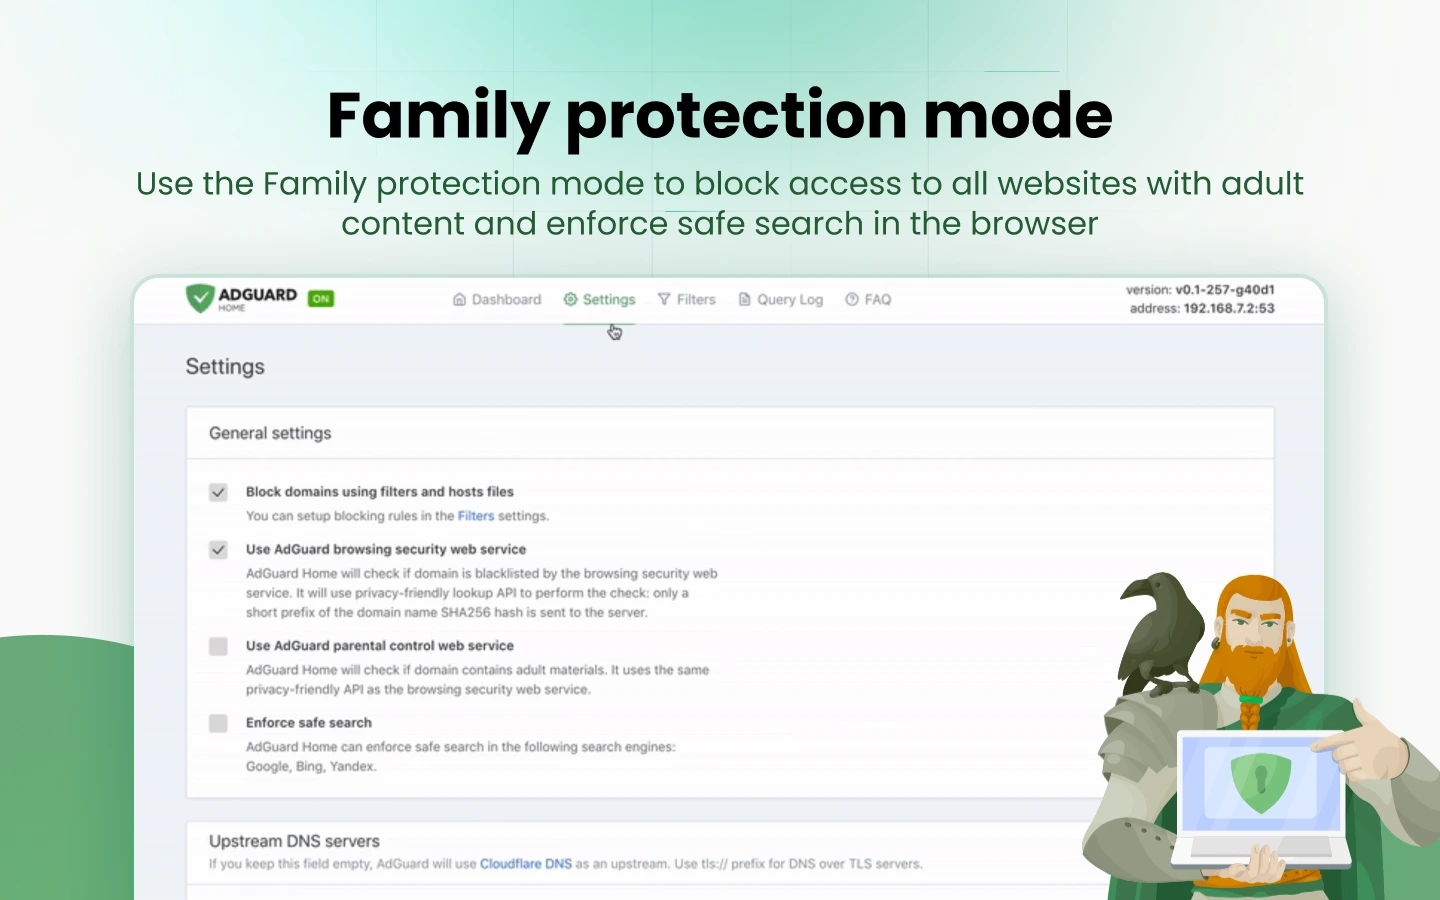 Family protection mode
Use the Family protection mode to block access to all websites with adult
content and enforce safe search in the browser
ADGUARD
HOME
ON
Dashboard
Settings
Filters
Query Log
FAQ
version: v0.1-257-g40d1
address: 192.168.7.2:53
Settings
General settings
Block domains using filters and hosts files
You can setup blocking rules in the Filters settings.
Use AdGuard browsing security web service
AdGuard Home will check if domain is blacklisted by the browsing security web
service. It will use privacy-friendly lookup API to perform the check: only a
short prefix of the domain name SHA256 hash is sent to the server.
Use AdGuard parental control web service
AdGuard Home will check if domain contains adult materials. It uses the same
privacy-friendly API as the browsing security web service.
Enforce safe search
AdGuard Home can enforce safe search in the following search engines:
Google, Bing, Yandex.
Upstream DNS servers
If you keep this field empty, AdGuard will use Cloudflare DNS as an upstream. Use tls:// prefix for DNS over TLS servers.